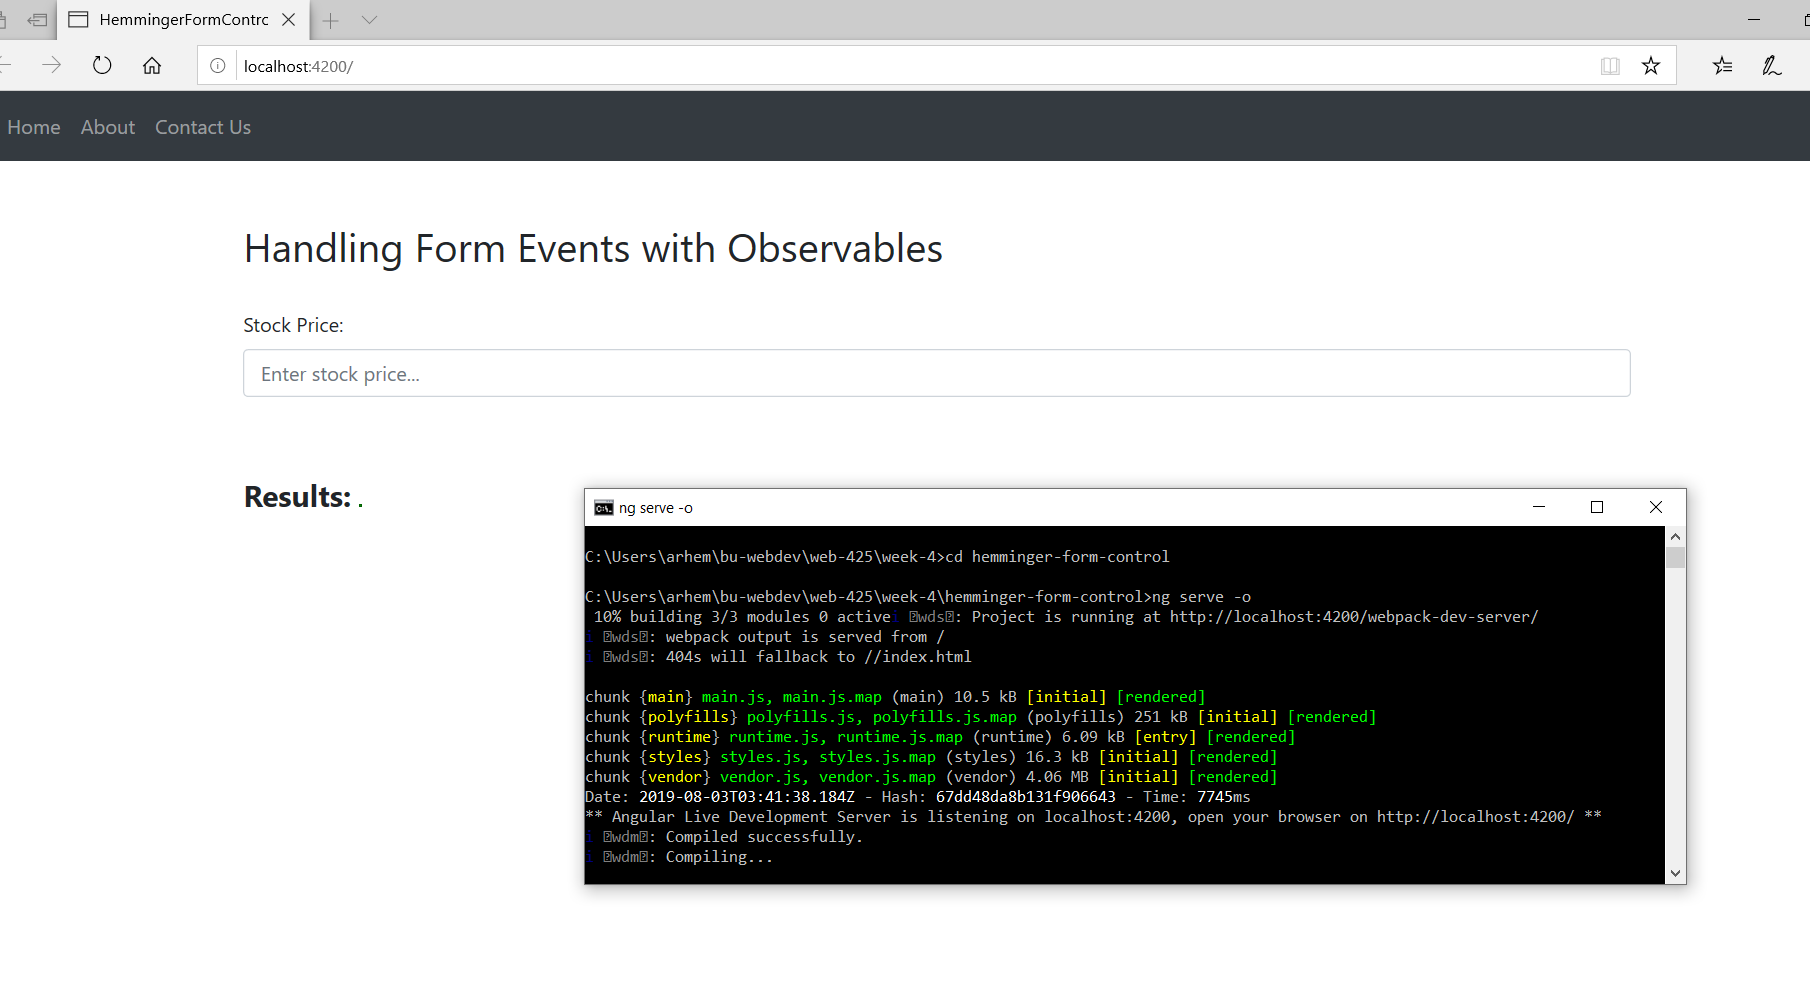 HemmingerFormContrc
localhost:4200/
Home About Contact Us
Handling Form Events with Observables
Stock Price:
Enter stock price...
Results: .
ng serve -o
C:\Users\arhem\bu-webdev\web-425\week-4>cd hemminger-form-control
C:\Users\arhem\bu-webdev\web-425\week-4\hemminger-form-control>ng serve -o
10% building 3/3 modules 0 activei ⍰wds⍰: Project is running at http://localhost:4200/webpack-dev-server/
i ⍰wds⍰: webpack output is served from /
i ⍰wds⍰: 404s will fallback to //index.html
chunk {main} main.js, main.js.map (main) 10.5 kB [initial] [rendered]
chunk {polyfills} polyfills.js, polyfills.js.map (polyfills) 251 kB [initial] [rendered]
chunk {runtime} runtime.js, runtime.js.map (runtime) 6.09 kB [entry] [rendered]
chunk {styles} styles.js, styles.js.map (styles) 16.3 kB [initial] [rendered]
chunk {vendor} vendor.js, vendor.js.map (vendor) 4.06 MB [initial] [rendered]
Date: 2019-08-03T03:41:38.184Z - Hash: 67dd48da8b131f906643 - Time: 7745ms
** Angular Live Development Server is listening on localhost:4200, open your browser on http://localhost:4200/ **
i ⍰wdm⍰: Compiled successfully.
i ⍰wdm⍰: Compiling...